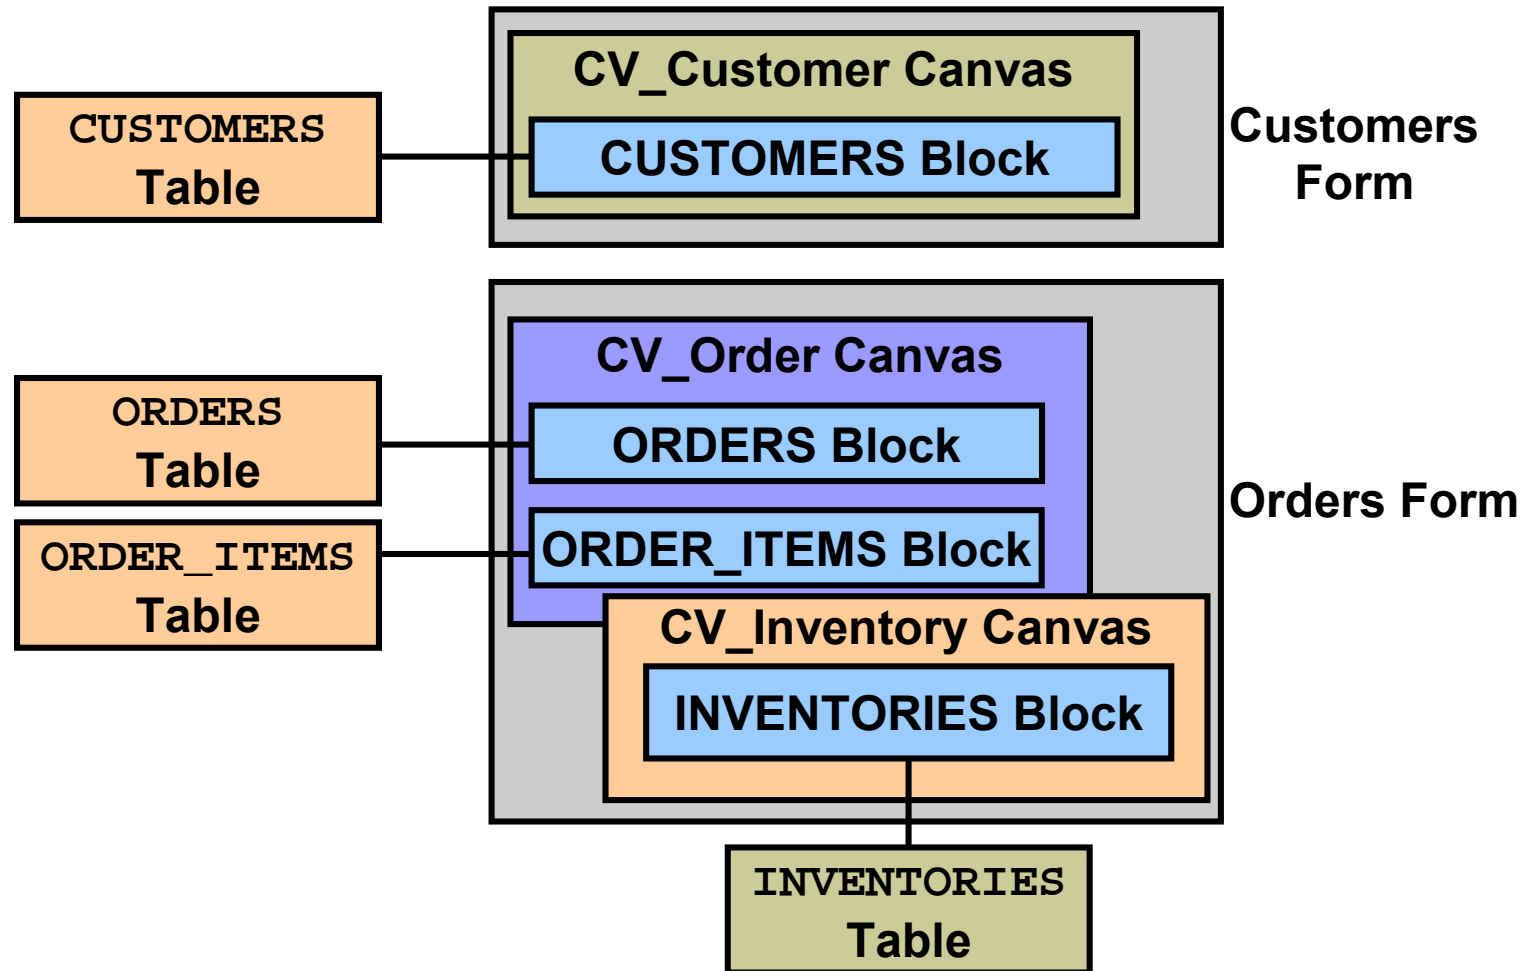 CV_Customer Canvas
CUSTOMERS
Table
CUSTOMERS Block
Customers
Form
CV_Order Canvas
ORDERS
Table
ORDERS Block
Orders Form
ORDER_ITEMS
Table
ORDER_ITEMS Block
CV_Inventory Canvas
INVENTORIES Block
INVENTORIES
Table